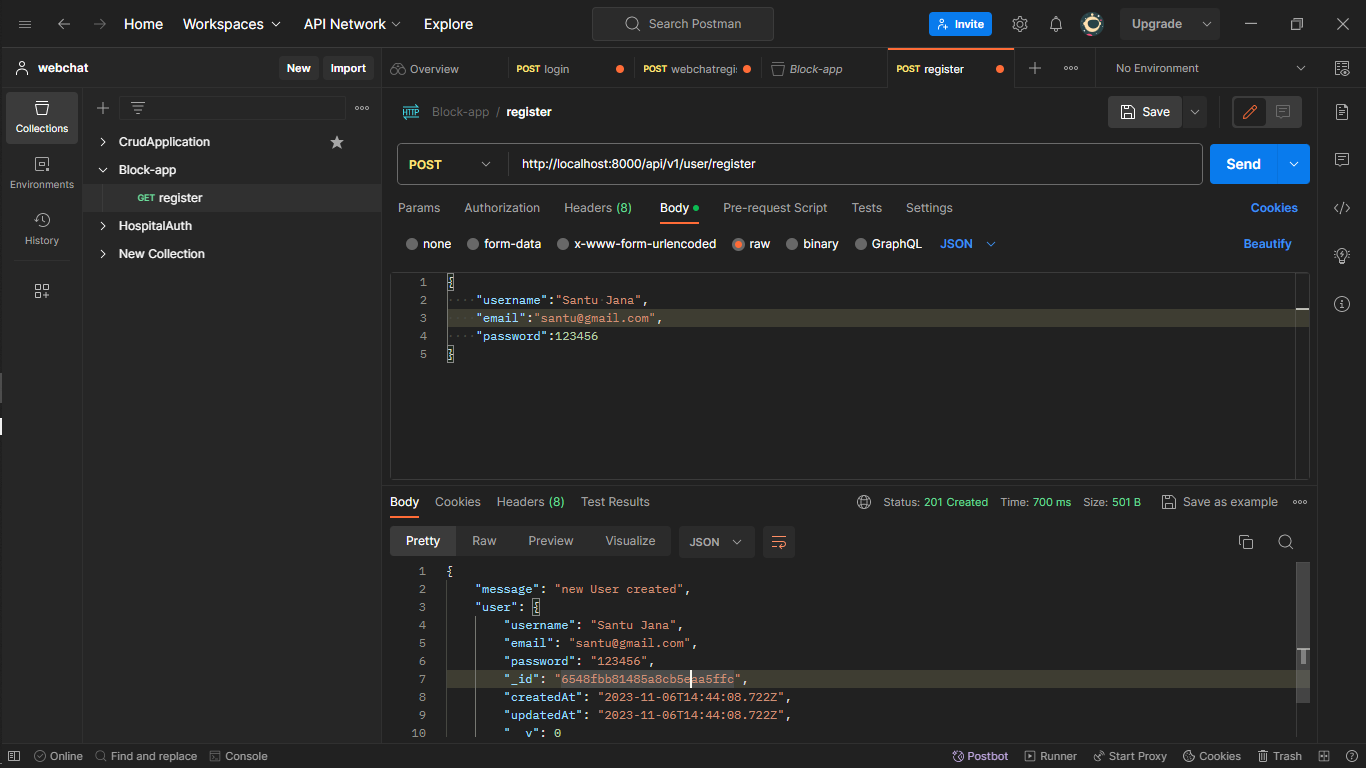 Home Workspaces API Network Explore Search Postman Invite Upgrade
webchat New Import Overview POST login POST webchatregis Block-app POST register No Environment
Collections
Environments
History
CrudApplication
Block-app
GET register
HospitalAuth
New Collection
HTTP Block-app / register Save
POST http://localhost:8000/api/v1/user/register Send
Params Authorization Headers (8) Body Pre-request Script Tests Settings Cookies
none form-data x-www-form-urlencoded raw binary GraphQL JSON Beautify
1 {
2 "username":"Santu Jana",
3 "email":"santu@gmail.com",
4 "password":123456
5 }
Body Cookies Headers (8) Test Results Status: 201 Created Time: 700 ms Size: 501 B Save as example
Pretty Raw Preview Visualize JSON
1 {
2 "message": "new User created",
3 "user": {
4 "username": "Santu Jana",
5 "email": "santu@gmail.com",
6 "password": "123456",
7 "_id": "6548fbb81485a8cb5eaa5ffc",
8 "createdAt": "2023-11-06T14:44:08.722Z",
9 "updatedAt": "2023-11-06T14:44:08.722Z",
10 "__v": 0
Online Find and replace Console Postbot Runner Start Proxy Cookies Trash